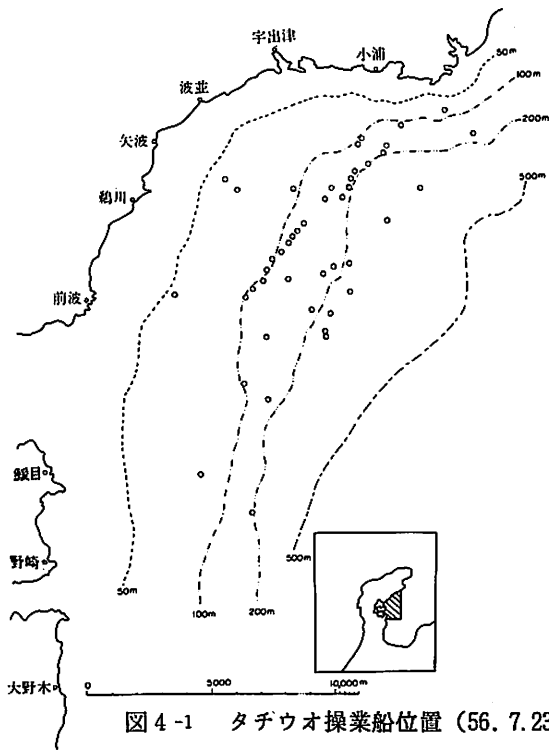 宇出津
小浦
波並
矢波
鵜川
前波
鰀目
野崎
大野木
50m
100m
200m
500m
50m
100m
200m
500m
0 5000 10,000m
図4-1 タチウオ操業船位置 (56.7.23